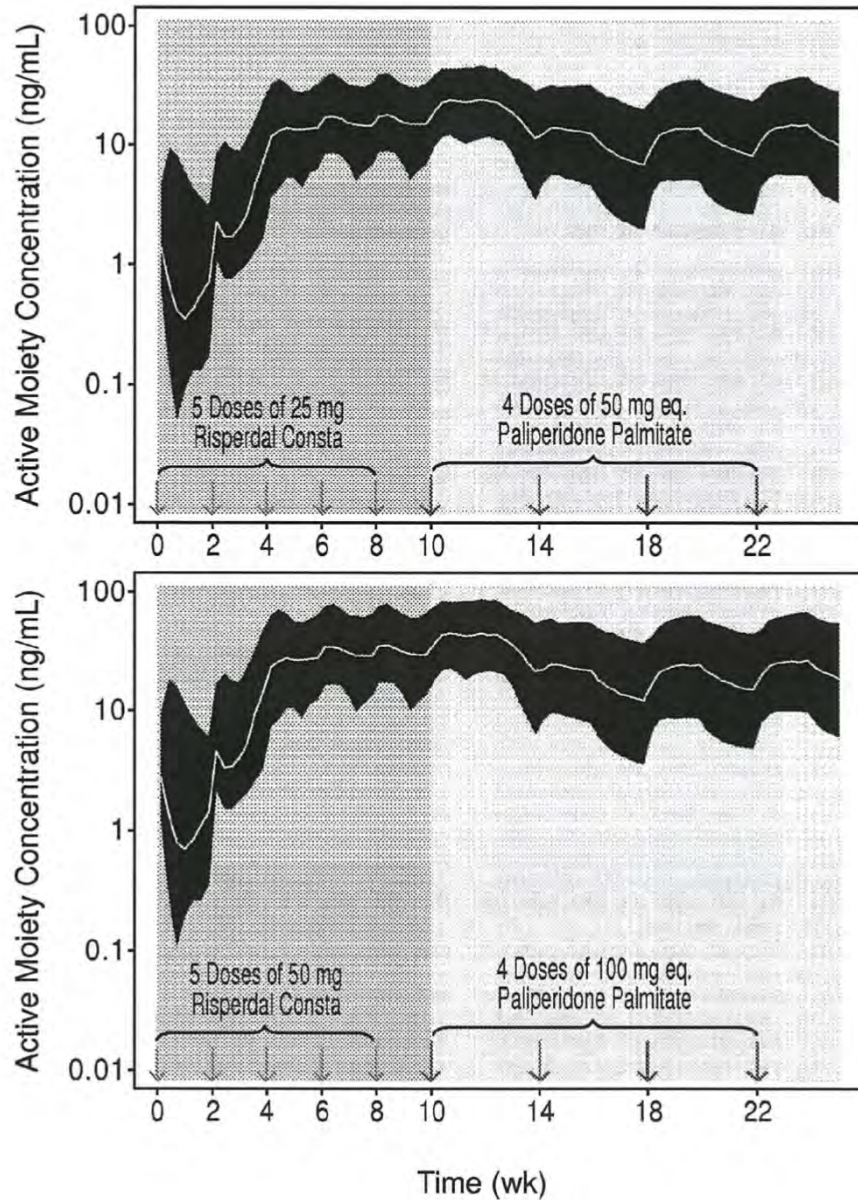 Active Moiety Concentration (ng/mL)
100
10
1
0.1
0.01
5 Doses of 25 mg
Risperdal Consta
4 Doses of 50 mg eq.
Paliperidone Palmitate
0 2 4 6 8 10 14 18 22
Active Moiety Concentration (ng/mL)
100
10
1
0.1
0.01
5 Doses of 50 mg
Risperdal Consta
4 Doses of 100 mg eq.
Paliperidone Palmitate
0 2 4 6 8 10 14 18 22
Time (wk)